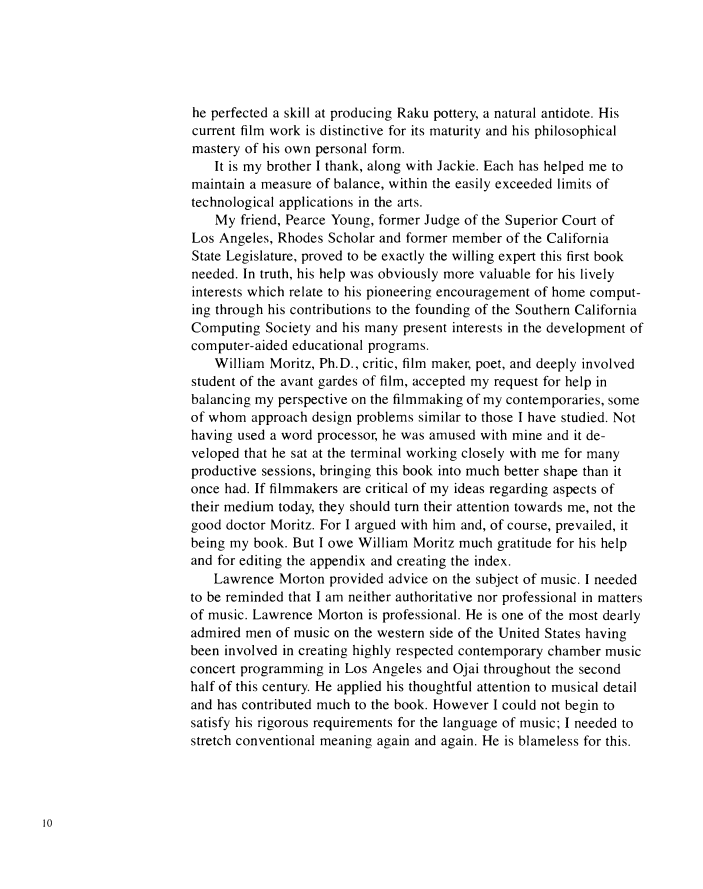 he perfected a skill at producing Raku pottery, a natural antidote. His
current film work is distinctive for its maturity and his philosophical
mastery of his own personal form.
It is my brother I thank, along with Jackie. Each has helped me to
maintain a measure of balance, within the easily exceeded limits of
technological applications in the arts.
My friend, Pearce Young, former Judge of the Superior Court of
Los Angeles, Rhodes Scholar and former member of the California
State Legislature, proved to be exactly the willing expert this first book
needed. In truth, his help was obviously more valuable for his lively
interests which relate to his pioneering encouragement of home comput-
ing through his contributions to the founding of the Southern California
Computing Society and his many present interests in the development of
computer-aided educational programs.
William Moritz, Ph.D., critic, film maker, poet, and deeply involved
student of the avant gardes of film, accepted my request for help in
balancing my perspective on the filmmaking of my contemporaries, some
of whom approach design problems similar to those I have studied. Not
having used a word processor, he was amused with mine and it de-
veloped that he sat at the terminal working closely with me for many
productive sessions, bringing this book into much better shape than it
once had. If filmmakers are critical of my ideas regarding aspects of
their medium today, they should turn their attention towards me, not the
good doctor Moritz. For I argued with him and, of course, prevailed, it
being my book. But I owe William Moritz much gratitude for his help
and for editing the appendix and creating the index.
Lawrence Morton provided advice on the subject of music. I needed
to be reminded that I am neither authoritative nor professional in matters
of music. Lawrence Morton is professional. He is one of the most dearly
admired men of music on the western side of the United States having
been involved in creating highly respected contemporary chamber music
concert programming in Los Angeles and Ojai throughout the second
half of this century. He applied his thoughtful attention to musical detail
and has contributed much to the book. However I could not begin to
satisfy his rigorous requirements for the language of music; I needed to
stretch conventional meaning again and again. He is blameless for this.
10